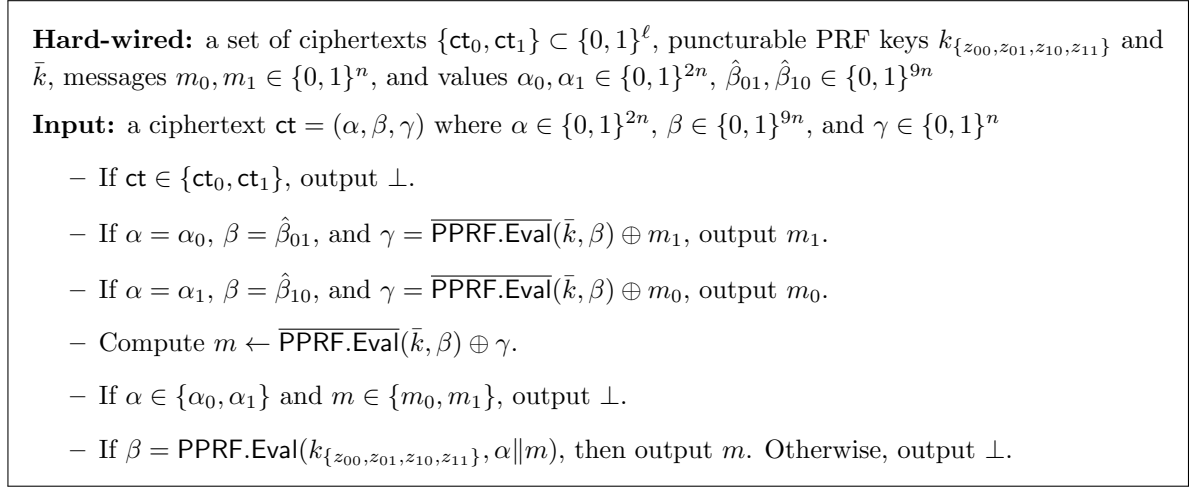 Hard-wired: a set of ciphertexts {ct₀, ct₁} ⊂ {0, 1}^ℓ, puncturable PRF keys k_{z₀₀,z₀₁,z₁₀,z₁₁} and
k̄, messages m₀, m₁ ∈ {0, 1}ⁿ, and values α₀, α₁ ∈ {0, 1}²ⁿ, β̂₀₁, β̂₁₀ ∈ {0, 1}⁹ⁿ
Input: a ciphertext ct = (α, β, γ) where α ∈ {0, 1}²ⁿ, β ∈ {0, 1}⁹ⁿ, and γ ∈ {0, 1}ⁿ
– If ct ∈ {ct₀, ct₁}, output ⊥.
– If α = α₀, β = β̂₀₁, and γ = \overline{PPRF.Eval}(k̄, β) ⊕ m₁, output m₁.
– If α = α₁, β = β̂₁₀, and γ = \overline{PPRF.Eval}(k̄, β) ⊕ m₀, output m₀.
– Compute m ← \overline{PPRF.Eval}(k̄, β) ⊕ γ.
– If α ∈ {α₀, α₁} and m ∈ {m₀, m₁}, output ⊥.
– If β = PPRF.Eval(k_{z₀₀,z₀₁,z₁₀,z₁₁}, α‖m), then output m. Otherwise, output ⊥.